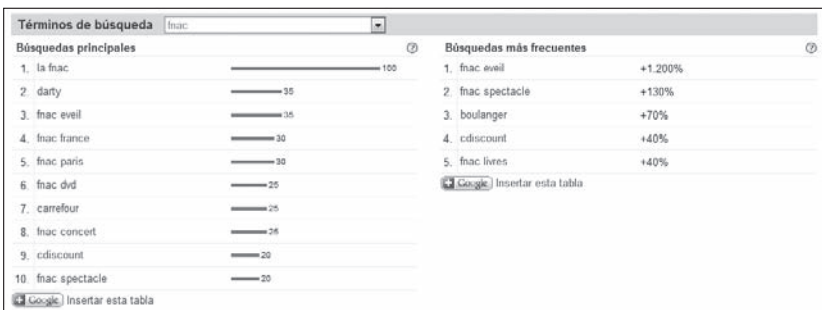 Términos de búsqueda fnac
Búsquedas principales
1. la fnac 100
2. darty 35
3. fnac eveil 35
4. fnac france 30
5. fnac paris 30
6. fnac dvd 25
7. carrefour 25
8. fnac concert 25
9. cdiscount 20
10. fnac spectacle 20
Google Insertar esta tabla
Búsquedas más frecuentes
1. fnac eveil +1.200%
2. fnac spectacle +130%
3. boulanger +70%
4. cdiscount +40%
5. fnac livres +40%
Google Insertar esta tabla